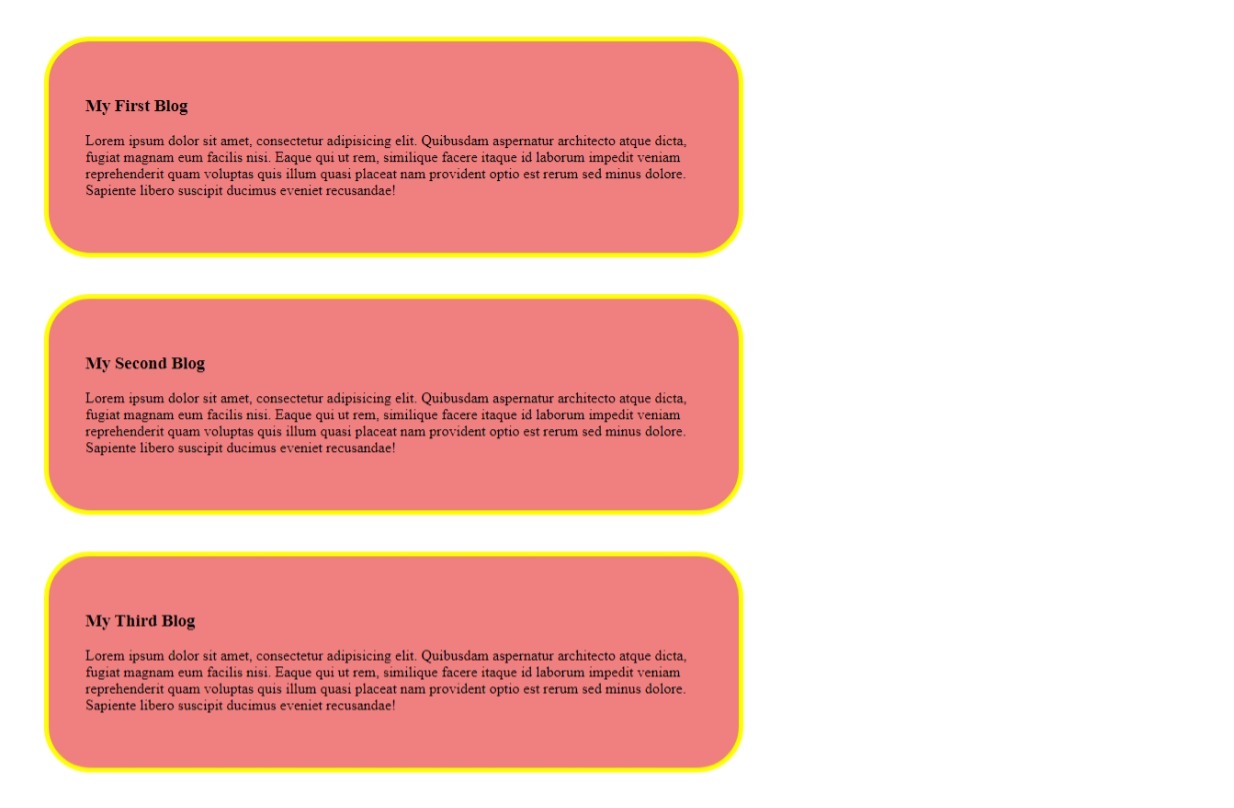 My First Blog
Lorem ipsum dolor sit amet, consectetur adipisicing elit. Quibusdam aspernatur architecto atque dicta,
fugiat magnam eum facilis nisi. Eaque qui ut rem, similique facere itaque id laborum impedit veniam
reprehenderit quam voluptas quis illum quasi placeat nam provident optio est rerum sed minus dolore.
Sapiente libero suscipit ducimus eveniet recusandae!
My Second Blog
Lorem ipsum dolor sit amet, consectetur adipisicing elit. Quibusdam aspernatur architecto atque dicta,
fugiat magnam eum facilis nisi. Eaque qui ut rem, similique facere itaque id laborum impedit veniam
reprehenderit quam voluptas quis illum quasi placeat nam provident optio est rerum sed minus dolore.
Sapiente libero suscipit ducimus eveniet recusandae!
My Third Blog
Lorem ipsum dolor sit amet, consectetur adipisicing elit. Quibusdam aspernatur architecto atque dicta,
fugiat magnam eum facilis nisi. Eaque qui ut rem, similique facere itaque id laborum impedit veniam
reprehenderit quam voluptas quis illum quasi placeat nam provident optio est rerum sed minus dolore.
Sapiente libero suscipit ducimus eveniet recusandae!